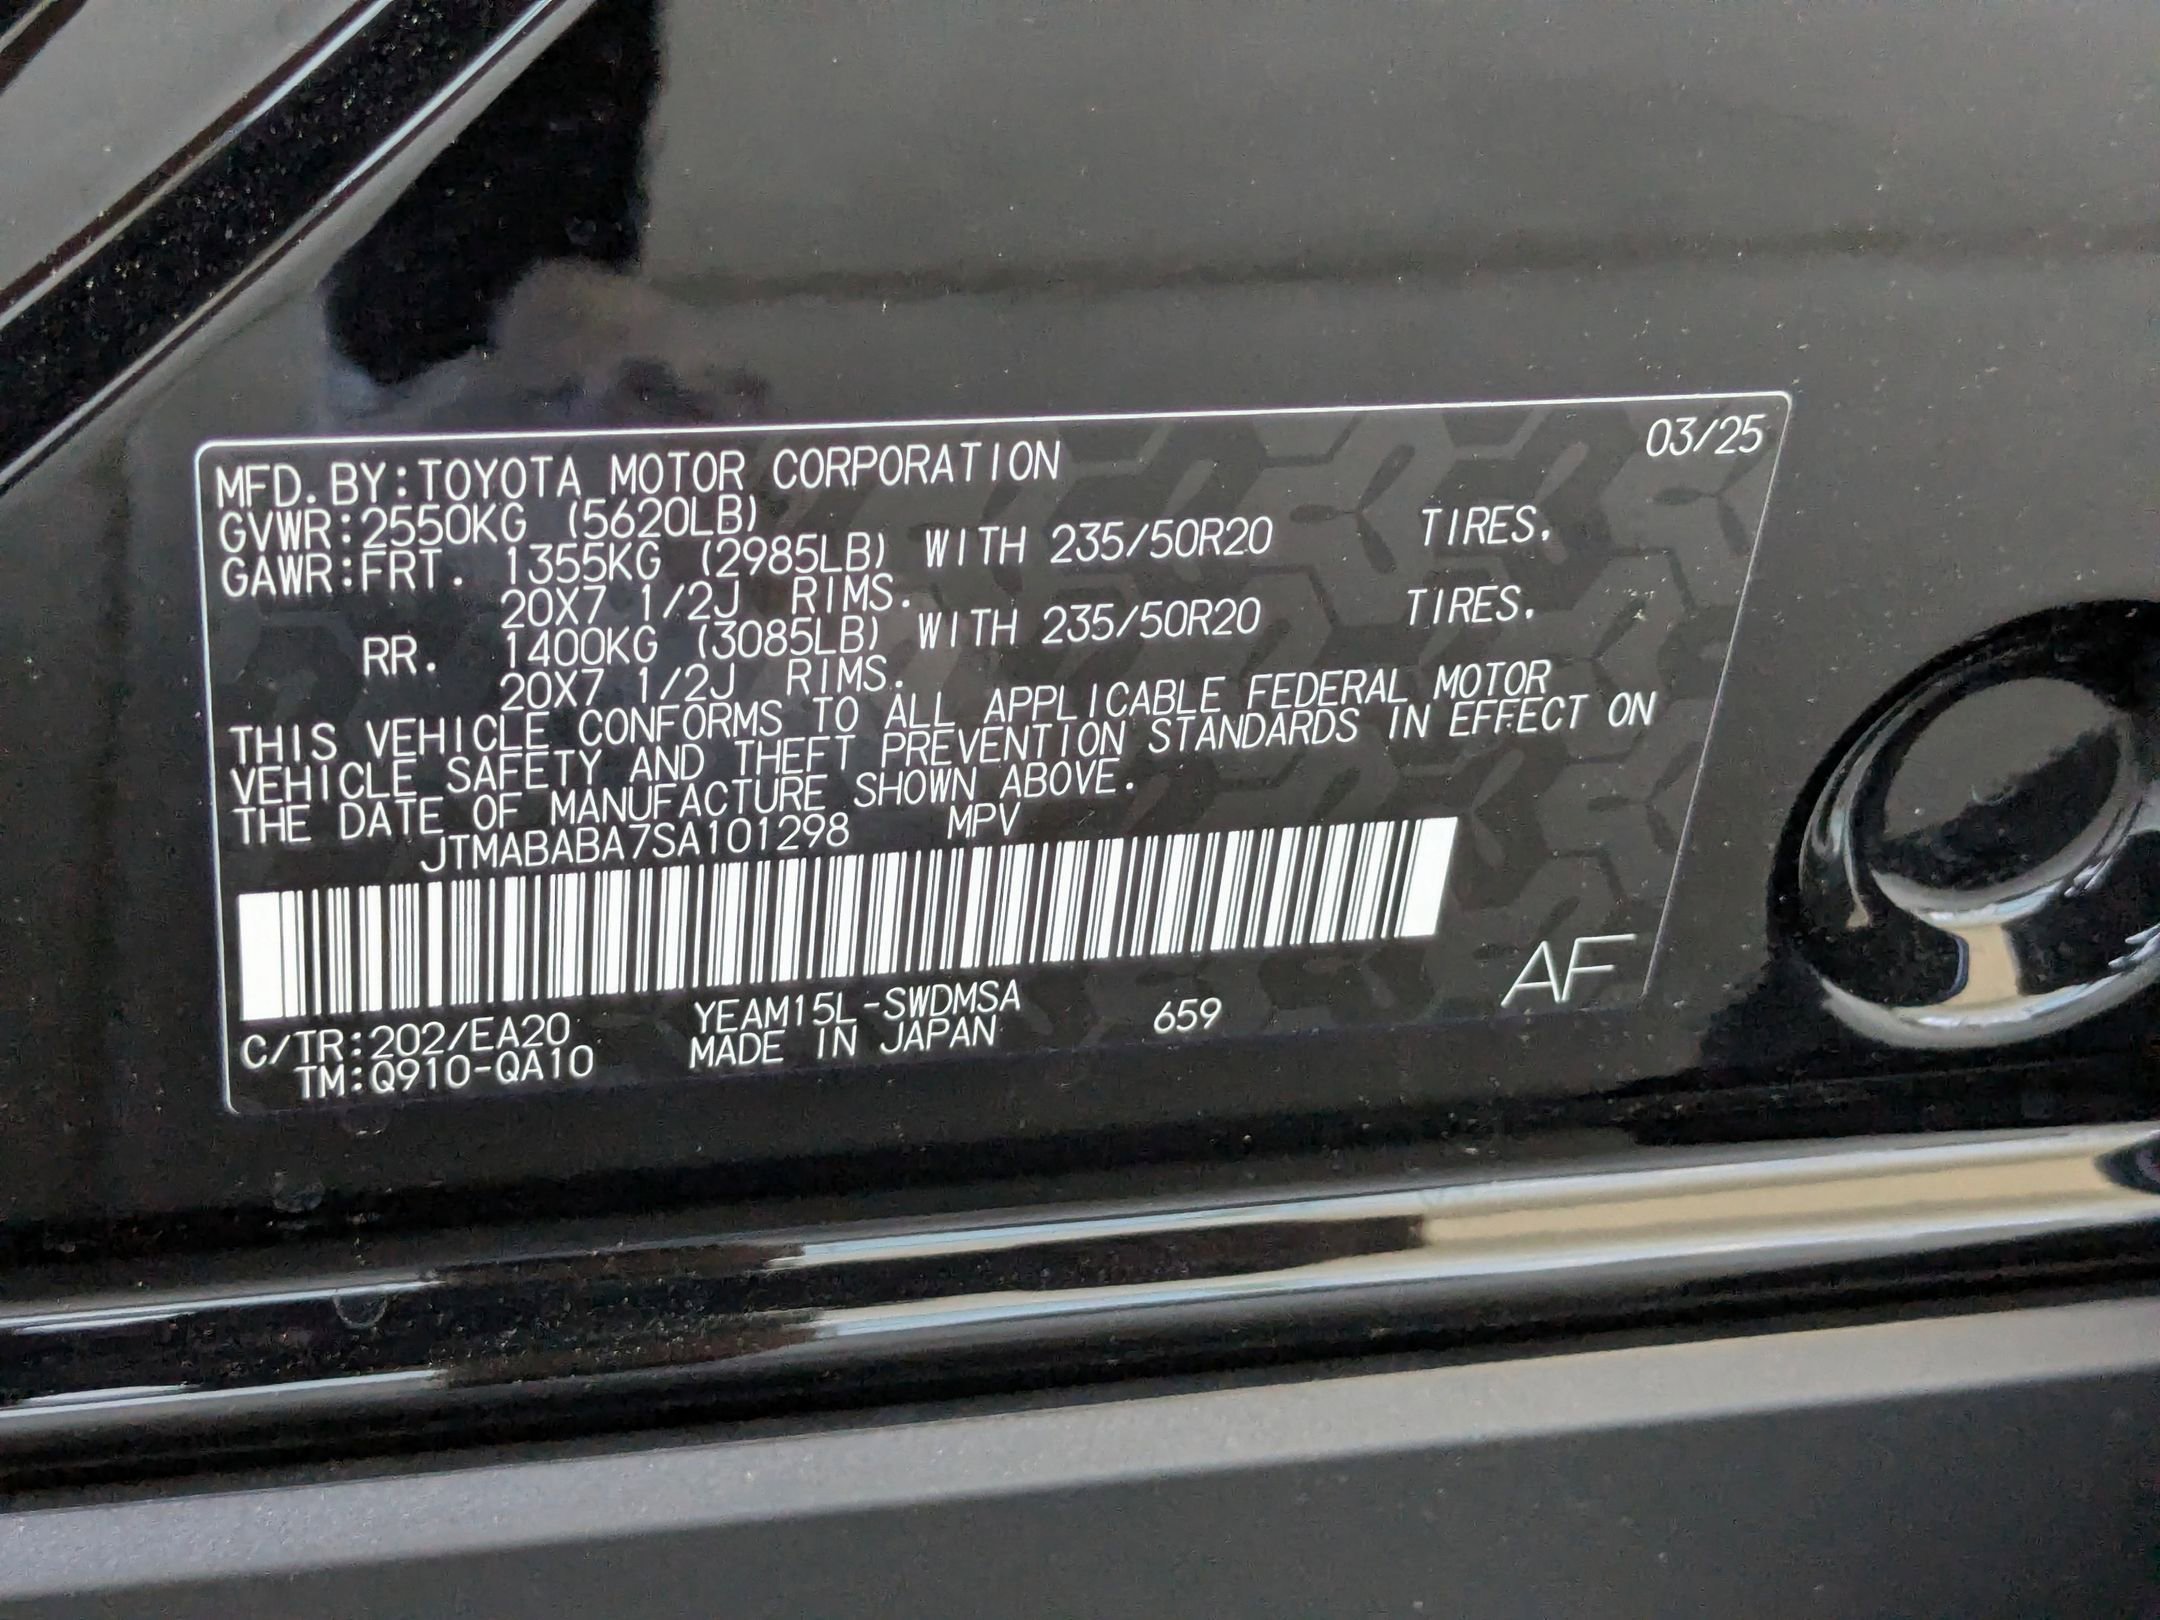 03/25
MFD.BY:TOYOTA MOTOR CORPORATION
GVWR:2550KG (5620LB)
GAWR:FRT. 1355KG (2985LB) WITH 235/50R20 TIRES.
20X7 1/2J RIMS.
RR. 1400KG (3085LB) WITH 235/50R20 TIRES.
20X7 1/2J RIMS.
THIS VEHICLE CONFORMS TO ALL APPLICABLE FEDERAL MOTOR
VEHICLE SAFETY AND THEFT PREVENTION STANDARDS IN EFFECT ON
THE DATE OF MANUFACTURE SHOWN ABOVE.
JTMABABA7SA101298 MPV
C/TR:202/EA20 YEAM15L-SWDMSA
TM:Q910-QA10 MADE IN JAPAN 659
AF